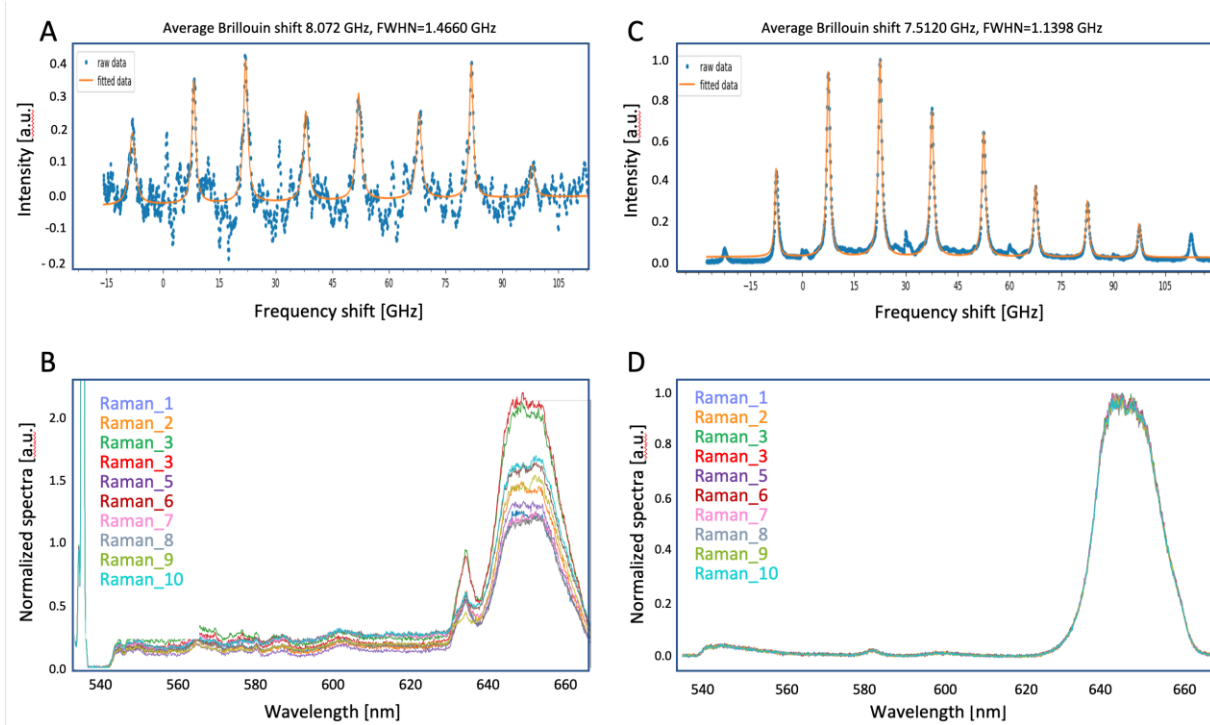 A
Average Brillouin shift 8.072 GHz, FWHN=1.4660 GHz
raw data
fitted data
Intensity [a.u.]
0.4
0.3
0.2
0.1
0.0
-0.1
-0.2
−15 0 15 30 45 60 75 90 105
Frequency shift [GHz]
C
Average Brillouin shift 7.5120 GHz, FWHN=1.1398 GHz
raw data
fitted data
Intensity [a.u.]
1.0
0.8
0.6
0.4
0.2
0.0
−15 0 15 30 45 60 75 90 105
Frequency shift [GHz]
B
Raman_1
Raman_2
Raman_3
Raman_3
Raman_5
Raman_6
Raman_7
Raman_8
Raman_9
Raman_10
Normalized spectra [a.u.]
2.0
1.5
1.0
0.5
0.0
540 560 580 600 620 640 660
Wavelength [nm]
D
Raman_1
Raman_2
Raman_3
Raman_3
Raman_5
Raman_6
Raman_7
Raman_8
Raman_9
Raman_10
Normalized spectra [a.u.]
1.0
0.8
0.6
0.4
0.2
0.0
540 560 580 600 620 640 660
Wavelength [nm]